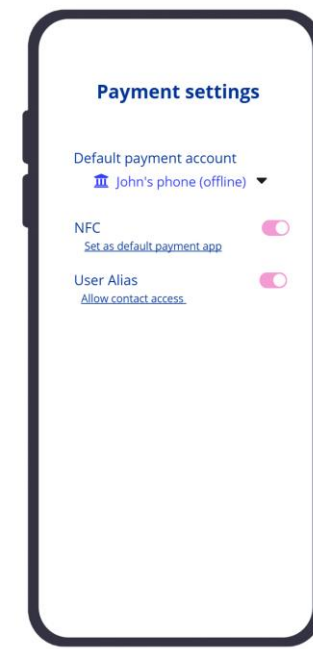 Payment settings
Default payment account
John's phone (offline)
NFC
Set as default payment app
User Alias
Allow contact access